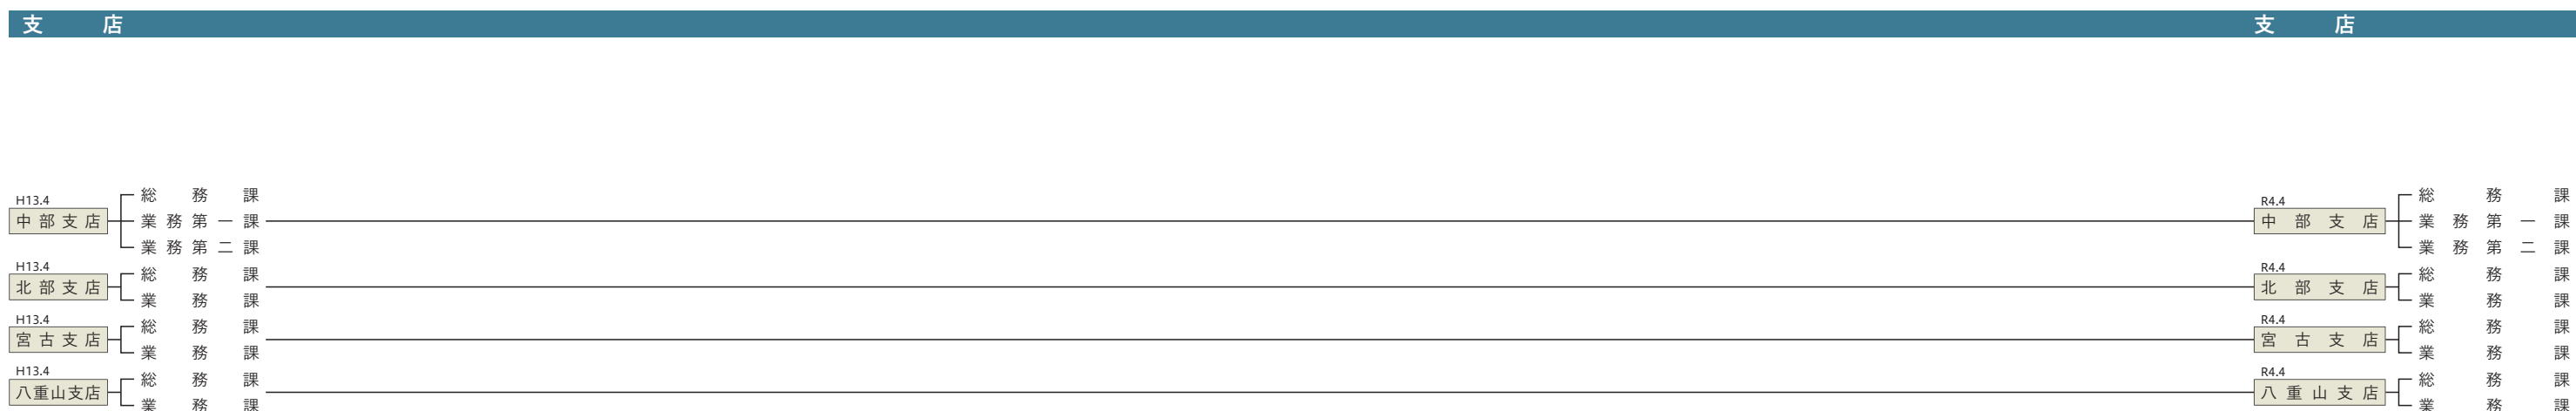 支店 支店
総務課 総務課
H13.4 R4.4
中部支店 業務第一課 中部支店 業務第一課
業務第二課 業務第二課
H13.4 R4.4
総務課 総務課
北部支店 北部支店
業務課 業務課
H13.4 R4.4
総務課 総務課
宮古支店 宮古支店
業務課 業務課
H13.4 R4.4
総務課 総務課
八重山支店 八重山支店
業務課 業務課